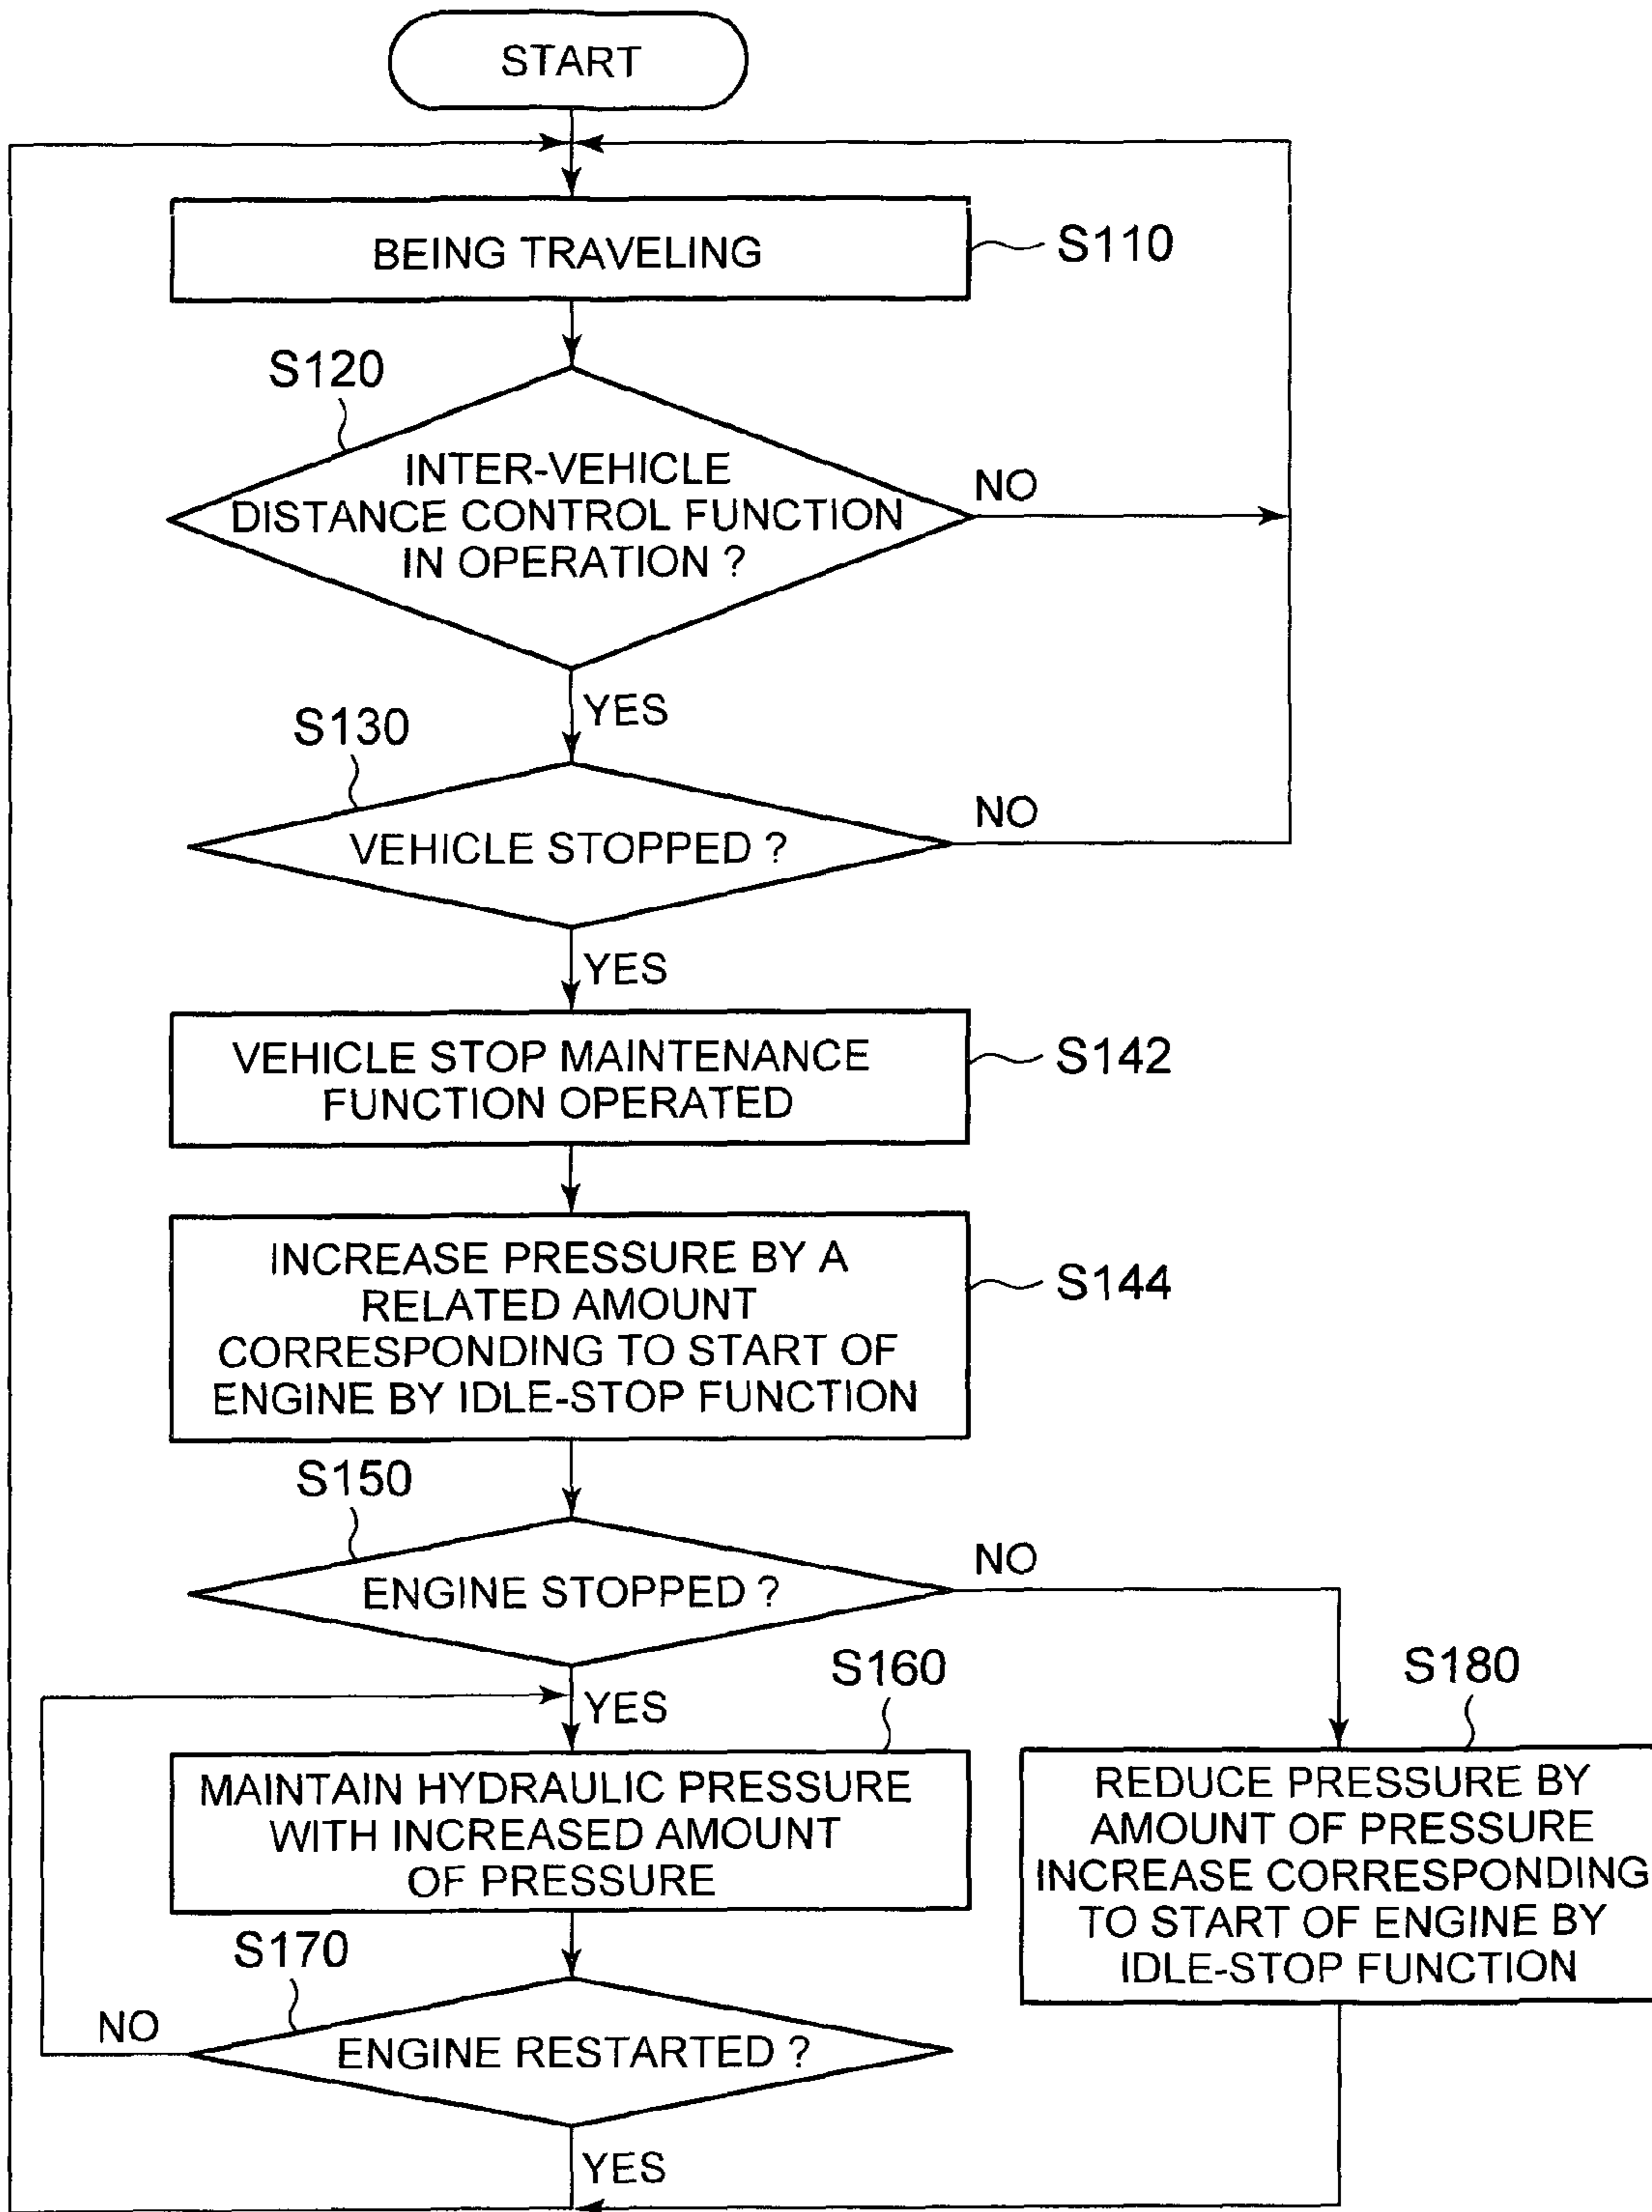 START
BEING TRAVELING
S110
S120
INTER-VEHICLE
DISTANCE CONTROL FUNCTION
IN OPERATION ?
NO
YES
S130
VEHICLE STOPPED ?
NO
YES
VEHICLE STOP MAINTENANCE
FUNCTION OPERATED
S142
INCREASE PRESSURE BY A
RELATED AMOUNT
CORRESPONDING TO START OF
ENGINE BY IDLE-STOP FUNCTION
S144
S150
ENGINE STOPPED ?
NO
YES
S160
MAINTAIN HYDRAULIC PRESSURE
WITH INCREASED AMOUNT
OF PRESSURE
S180
REDUCE PRESSURE BY
AMOUNT OF PRESSURE
INCREASE CORRESPONDING
TO START OF ENGINE BY
IDLE-STOP FUNCTION
S170
NO
ENGINE RESTARTED ?
YES